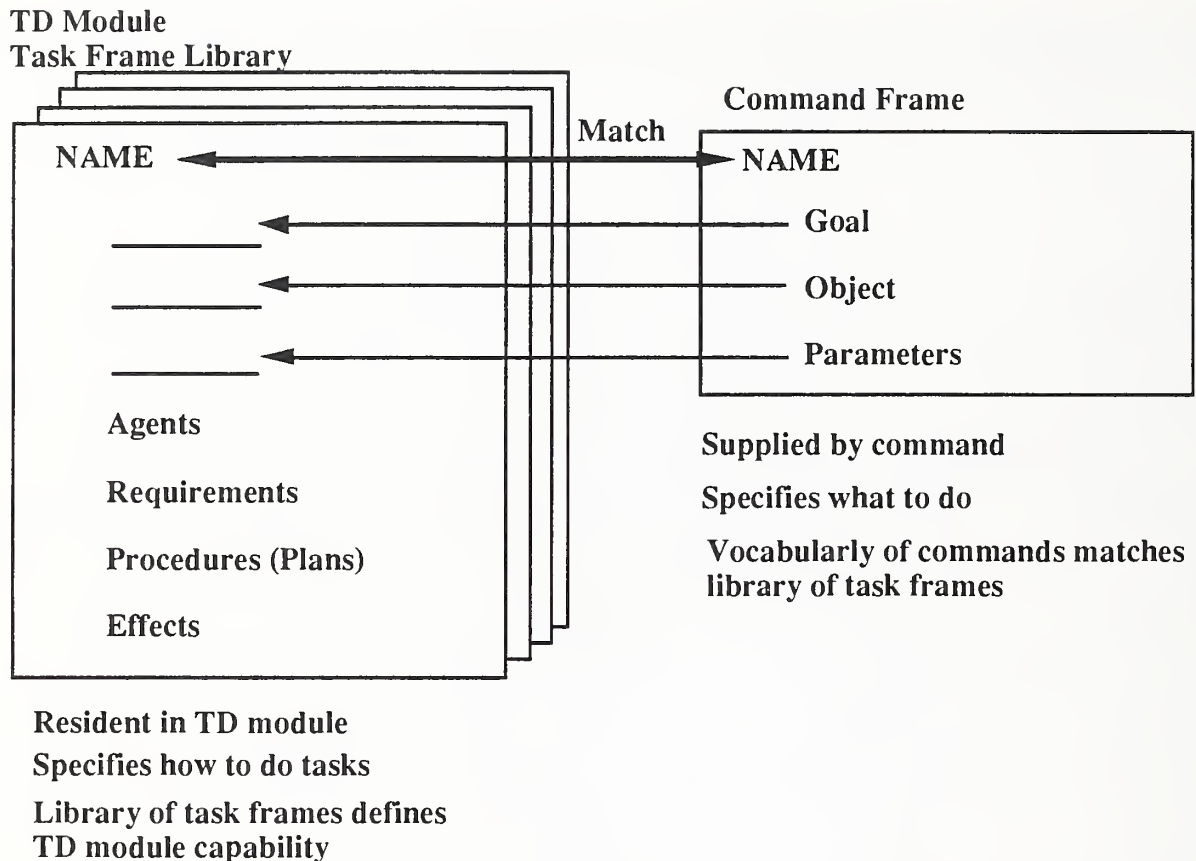 TD Module
Task Frame Library
NAME
Agents
Requirements
Procedures (Plans)
Effects
Resident in TD module
Specifies how to do tasks
Library of task frames defines
TD module capability
Match
Command Frame
NAME
Goal
Object
Parameters
Supplied by command
Specifies what to do
Vocabularly of commands matches
library of task frames